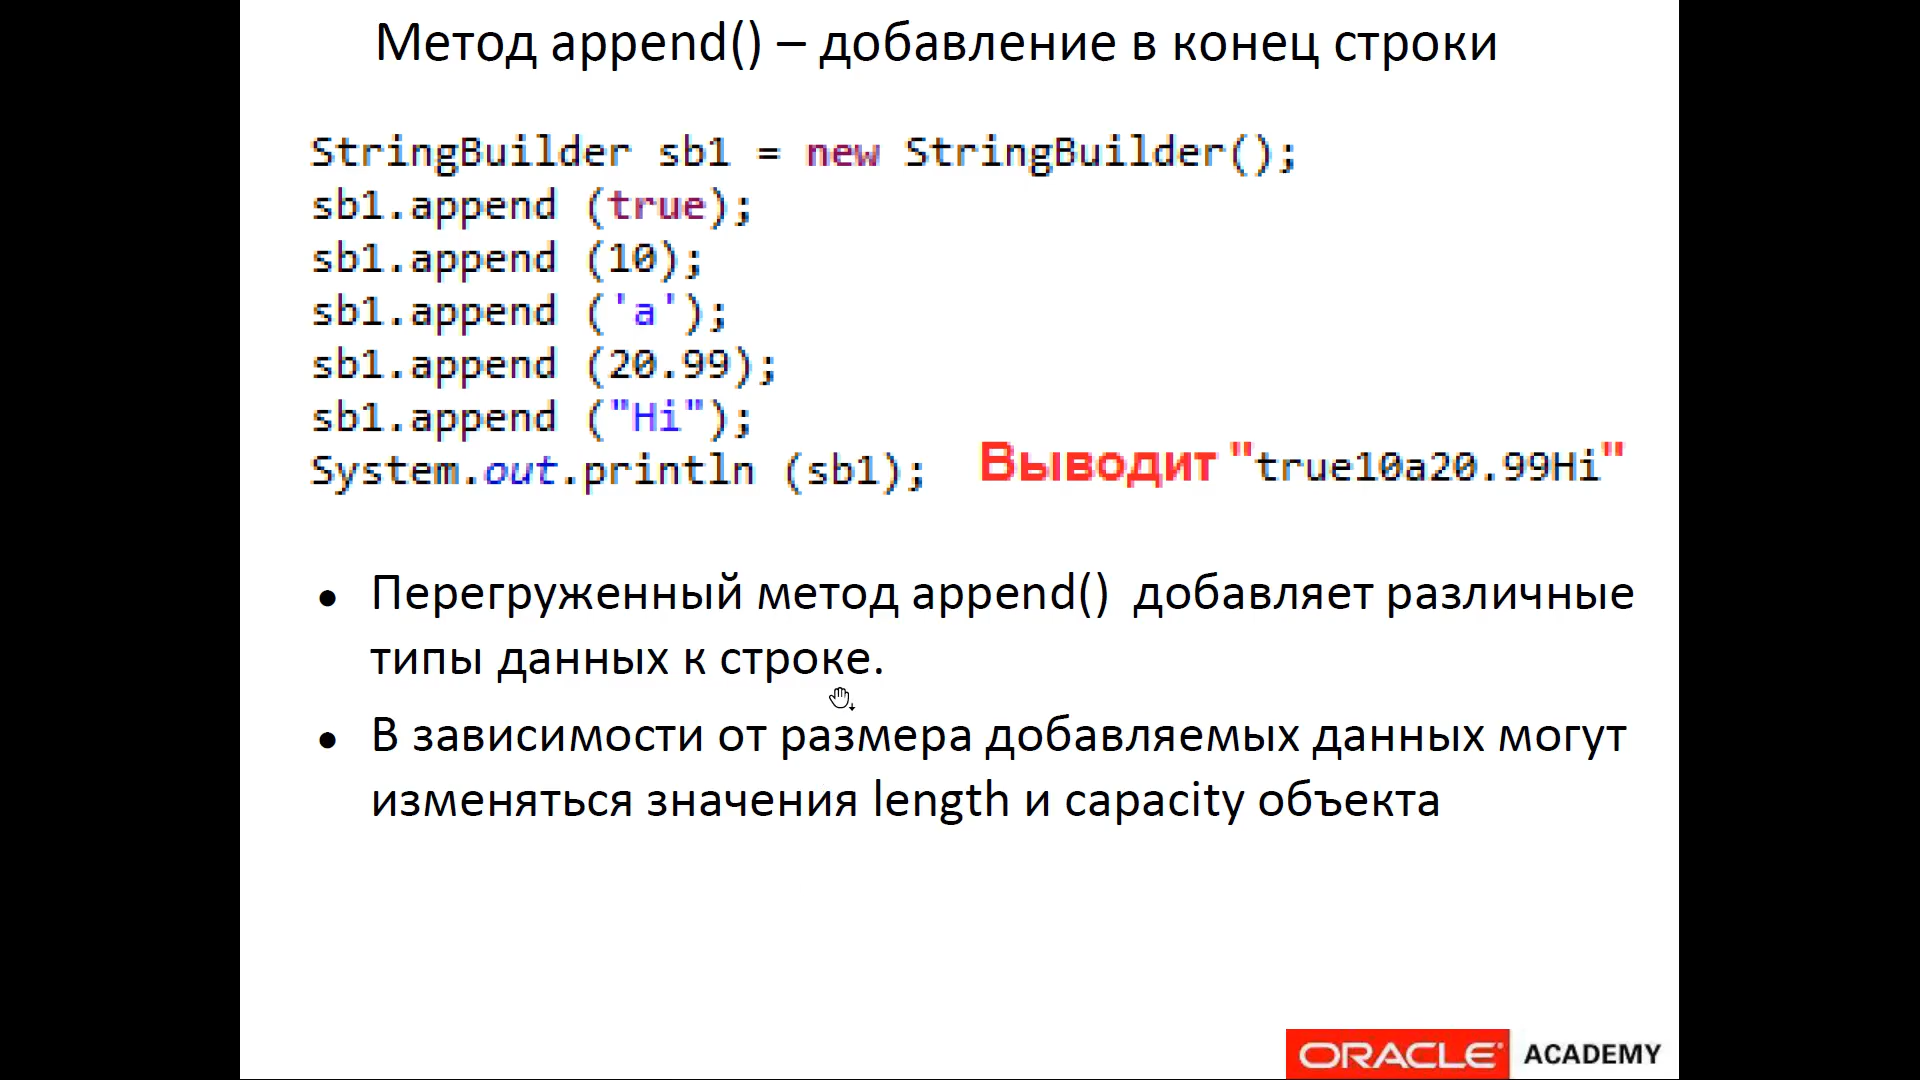 Метод append() – добавление в конец строки
StringBuilder sb1 = new StringBuilder();
sb1.append (true);
sb1.append (10);
sb1.append ('a');
sb1.append (20.99);
sb1.append ("Hi");
System.out.println (sb1); Выводит "true10a20.99Hi"
• Перегруженный метод append() добавляет различные
типы данных к строке.
• В зависимости от размера добавляемых данных могут
изменяться значения length и capacity объекта
ORACLE ACADEMY